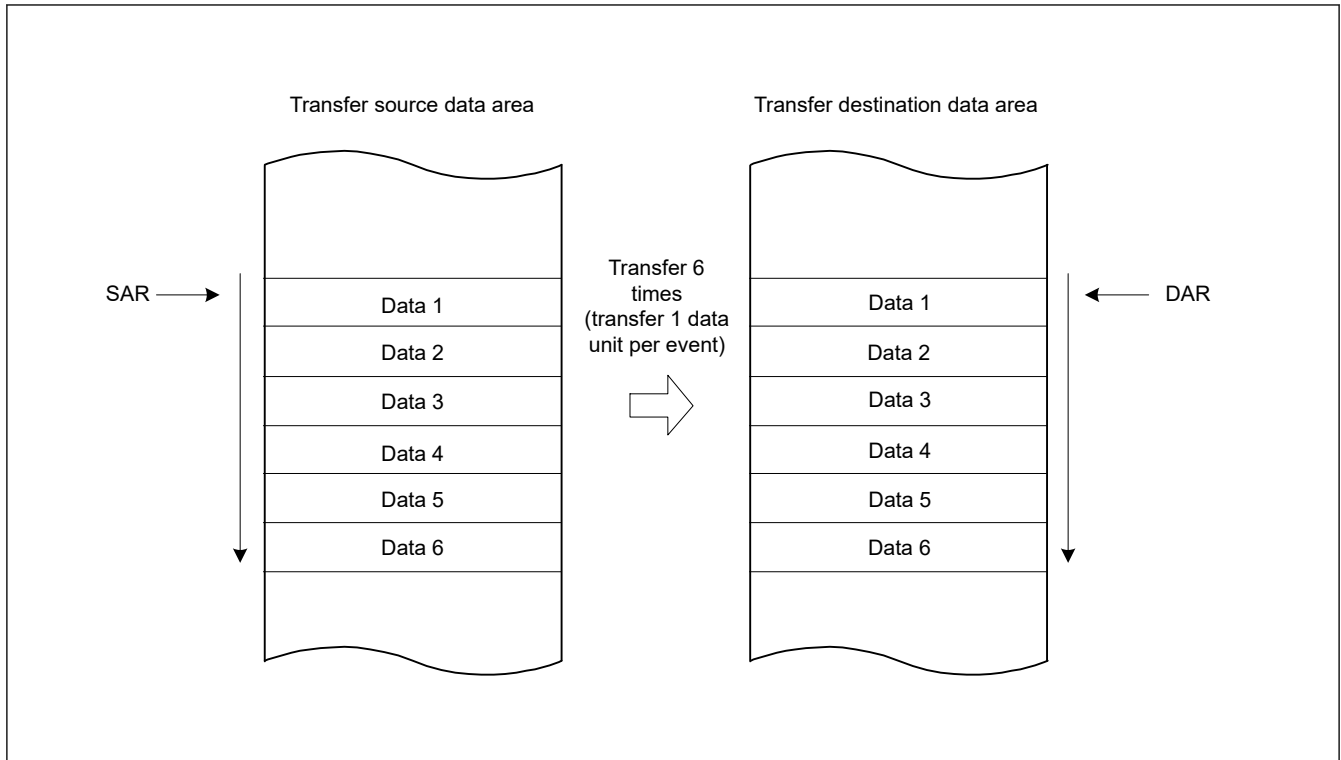 Transfer source data area
Transfer destination data area
SAR
Data 1
Data 2
Data 3
Data 4
Data 5
Data 6
Transfer 6
times
(transfer 1 data
unit per event)
Data 1
Data 2
Data 3
Data 4
Data 5
Data 6
DAR